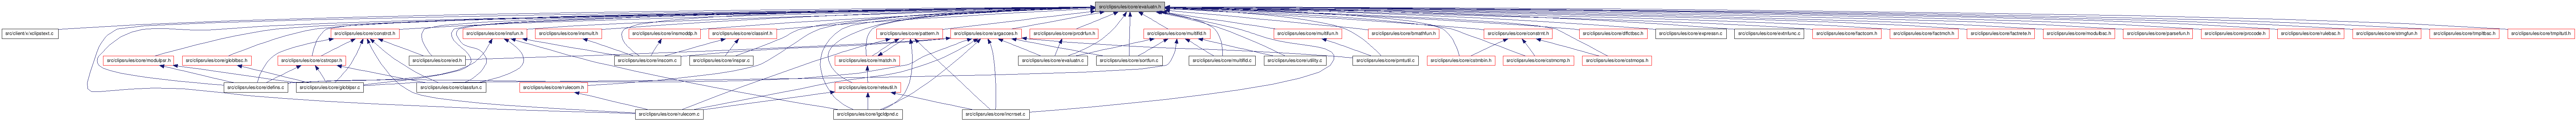 src/clipsrules/core/evaluatn.h
src/client/x/clipstext.c
src/clipsrules/core/constrct.h
src/clipsrules/core/insfun.h
src/clipsrules/core/insmult.h
src/clipsrules/core/insmoddp.h
src/clipsrules/core/classinf.h
src/clipsrules/core/pattern.h
src/clipsrules/core/argacces.h
src/clipsrules/core/prcdrfun.h
src/clipsrules/core/multifld.h
src/clipsrules/core/multifun.h
src/clipsrules/core/bmathfun.h
src/clipsrules/core/constrnt.h
src/clipsrules/core/dffctbsc.h
src/clipsrules/core/expressn.c
src/clipsrules/core/extnfunc.c
src/clipsrules/core/factcom.h
src/clipsrules/core/factmch.h
src/clipsrules/core/factrete.h
src/clipsrules/core/modulbsc.h
src/clipsrules/core/parsefun.h
src/clipsrules/core/prccode.h
src/clipsrules/core/rulebsc.h
src/clipsrules/core/strngfun.h
src/clipsrules/core/tmpltbsc.h
src/clipsrules/core/tmpltutl.h
src/clipsrules/core/modulpsr.h
src/clipsrules/core/globlbsc.h
src/clipsrules/core/cstrcpsr.h
src/clipsrules/core/ed.h
src/clipsrules/core/inscom.c
src/clipsrules/core/inspsr.c
src/clipsrules/core/match.h
src/clipsrules/core/evaluatn.c
src/clipsrules/core/sortfun.c
src/clipsrules/core/multifld.c
src/clipsrules/core/utility.c
src/clipsrules/core/prntutil.c
src/clipsrules/core/cstrnbin.h
src/clipsrules/core/cstrncmp.h
src/clipsrules/core/cstrnops.h
src/clipsrules/core/defins.c
src/clipsrules/core/globlpsr.c
src/clipsrules/core/classfun.c
src/clipsrules/core/rulecom.h
src/clipsrules/core/reteutil.h
src/clipsrules/core/rulecom.c
src/clipsrules/core/lgcldpnd.c
src/clipsrules/core/incrrset.c